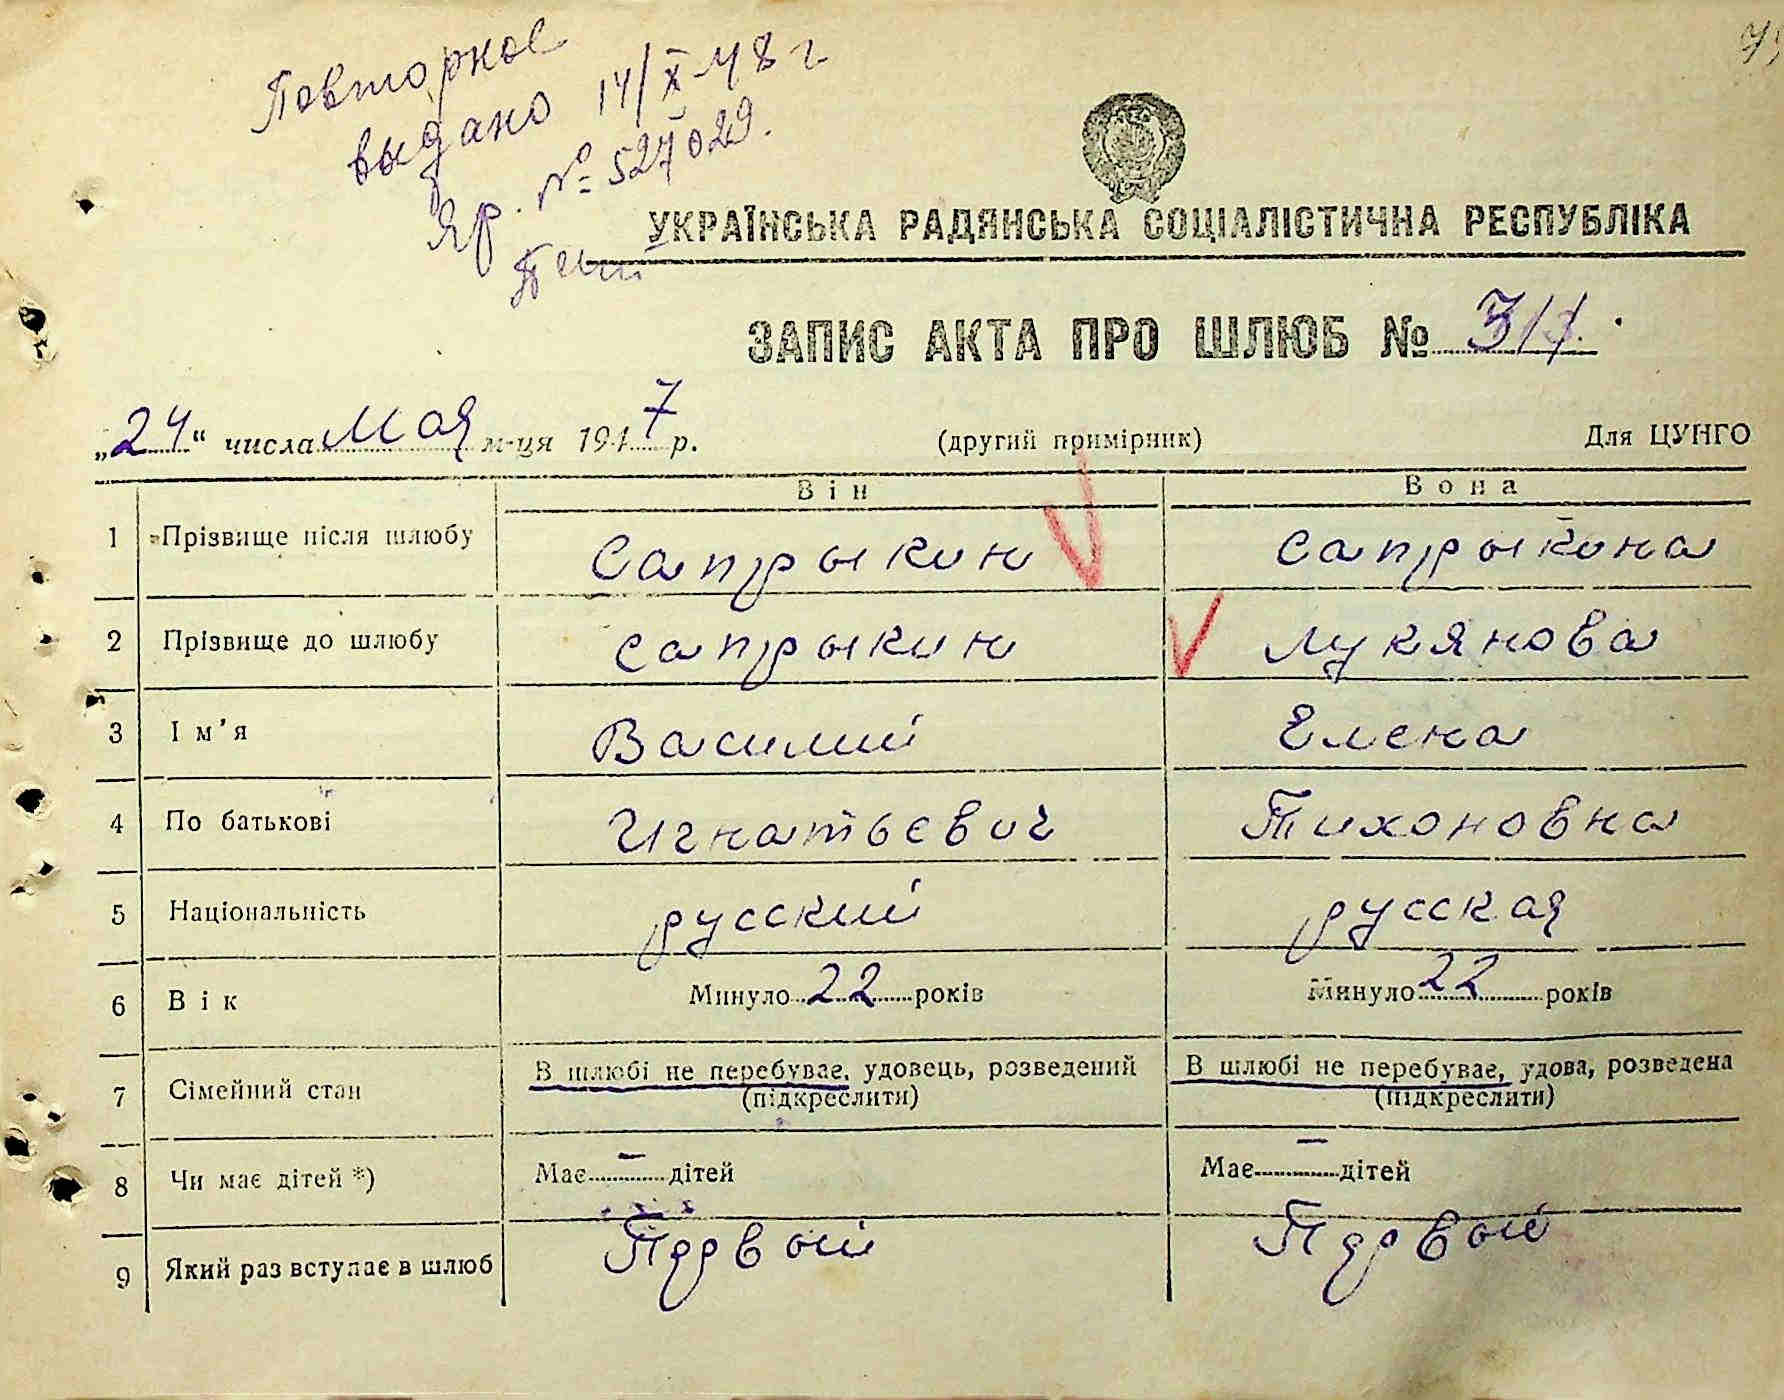 Повторное
выдано 14/X 48 г
Яр. № 527029.
УКРАЇНСЬКА РАДЯНСЬКА СОЦІАЛІСТИЧНА РЕСПУБЛІКА
ЗАПИС АКТА ПРО ШЛЮБ №
„24“ числа мая м-ця 1947 р. (другий примірник) Для ЦУНГО
Він Вона
1 Прізвище після шлюбу Сапрыкин Сапрыкина
2 Прізвище до шлюбу Сапрыкин Лукянова
3 Ім’я Василий Елена
4 По батькові Игнатьевич Тихоновна
5 Національність русский русская
6 Вік Минуло 22 років Минуло 22 років
7 Сімейний стан В шлюбі не перебуває, удовець, розведений В шлюбі не перебуває, удова, розведена
(підкреслити) (підкреслити)
8 Чи має дітей *) Має — дітей Має — дітей
9 Який раз вступає в шлюб Первый Первый